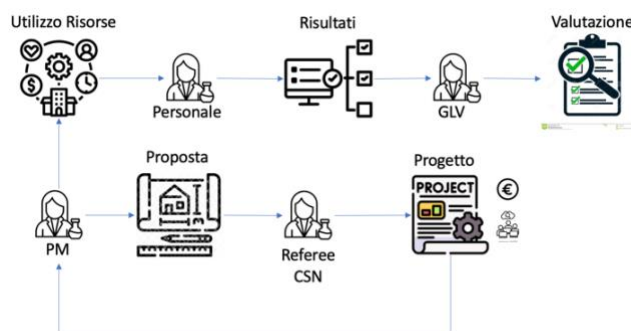 Utilizzo Risorse
Risultati
Valutazione
$
Personale
GLV
Proposta
Progetto
PROJECT
€
PM
Referee
CSN